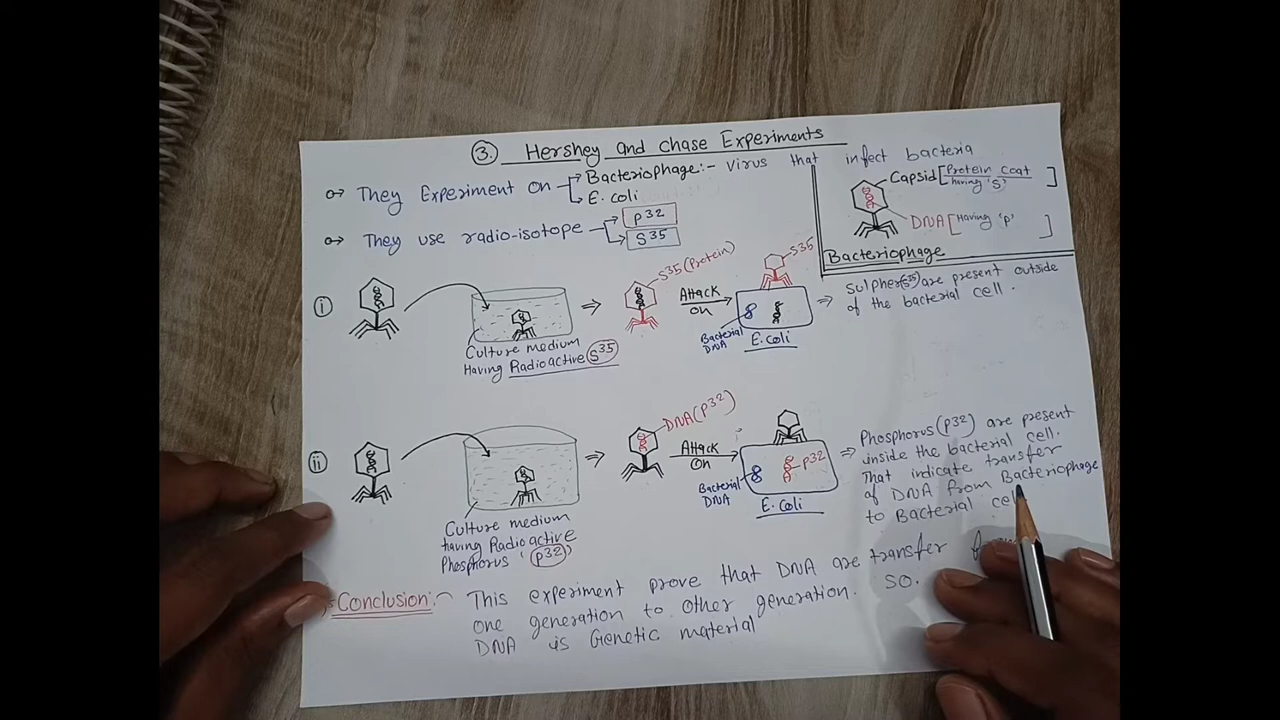 ③. Hershey and chase Experiments
→ They Experiment on
Bacteriophage:- Virus that infect bacteria
E. coli
→ They use radio-isotope
P32
S35
Capsid [Protein coat having 'S']
DNA [Having 'P']
Bacteriophage
i
Culture medium
Having Radioactive S35
S35 (Protein)
Attack
on
S35
Bacterial
DNA
E. coli
⇒ Sulpher(S35) are present outside
of the bacterial cell.
ii
Culture medium
having Radioactive
Phosphorus 'p32'
DNA (P32)
Attack
On
P32
Bacterial
DNA
E. coli
⇒ Phosphorus (p32) are present
inside the bacterial cell.
That indicate transfer
of DNA from Bacteriophage
to Bacterial
Conclusion:- This experiment prove that DNA are transfer
one generation to other generation. so.
DNA is Genetic material